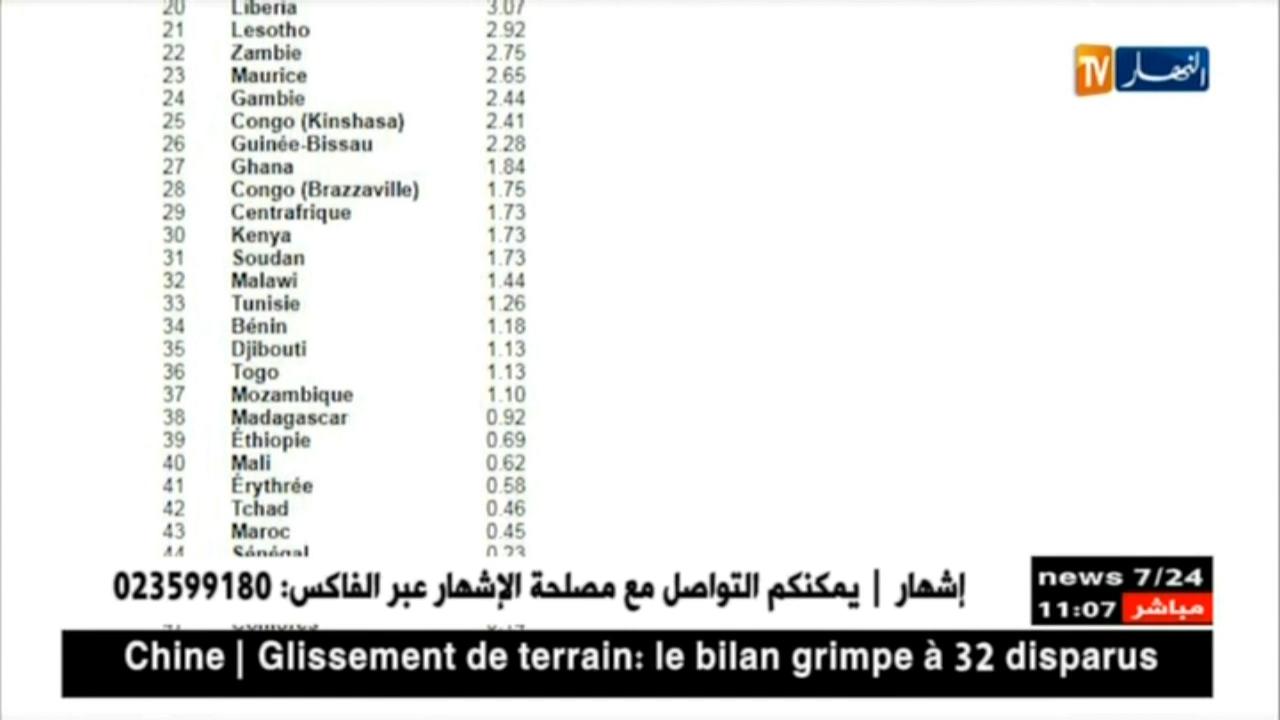 20 Liberia 3.07
21 Lesotho 2.92
22 Zambie 2.75
23 Maurice 2.65
24 Gambie 2.44
25 Congo (Kinshasa) 2.41
26 Guinée-Bissau 2.28
27 Ghana 1.84
28 Congo (Brazzaville) 1.75
29 Centrafrique 1.73
30 Kenya 1.73
31 Soudan 1.73
32 Malawi 1.44
33 Tunisie 1.26
34 Bénin 1.18
35 Djibouti 1.13
36 Togo 1.13
37 Mozambique 1.10
38 Madagascar 0.92
39 Éthiopie 0.69
40 Mali 0.62
41 Érythrée 0.58
42 Tchad 0.46
43 Maroc 0.45
44 Sénégal 0.23
TV النهار
إشهار | يمكنكم التواصل مع مصلحة الإشهار عبر الفاكس: 023599180
news 7/24
11:07 مباشر
Chine | Glissement de terrain: le bilan grimpe à 32 disparus